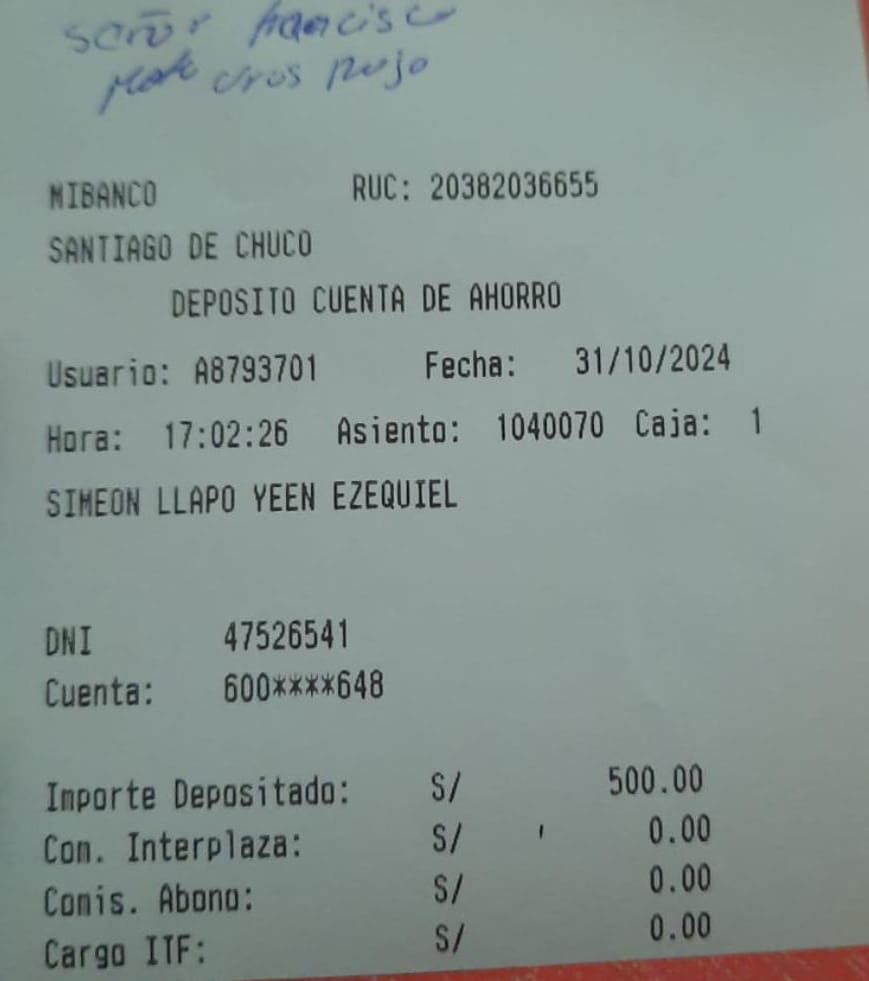 señor francisco
uros rojo
MIBANCO RUC: 20382036655
SANTIAGO DE CHUCO
DEPOSITO CUENTA DE AHORRO
Usuario: A8793701 Fecha: 31/10/2024
Hora: 17:02:26 Asiento: 1040070 Caja: 1
SIMEON LLAPO YEEN EZEQUIEL
DNI 47526541
Cuenta: 600****648
Importe Depositado: S/ 500.00
Com. Interplaza: S/ 0.00
Comis. Abono: S/ 0.00
Cargo ITF: S/ 0.00